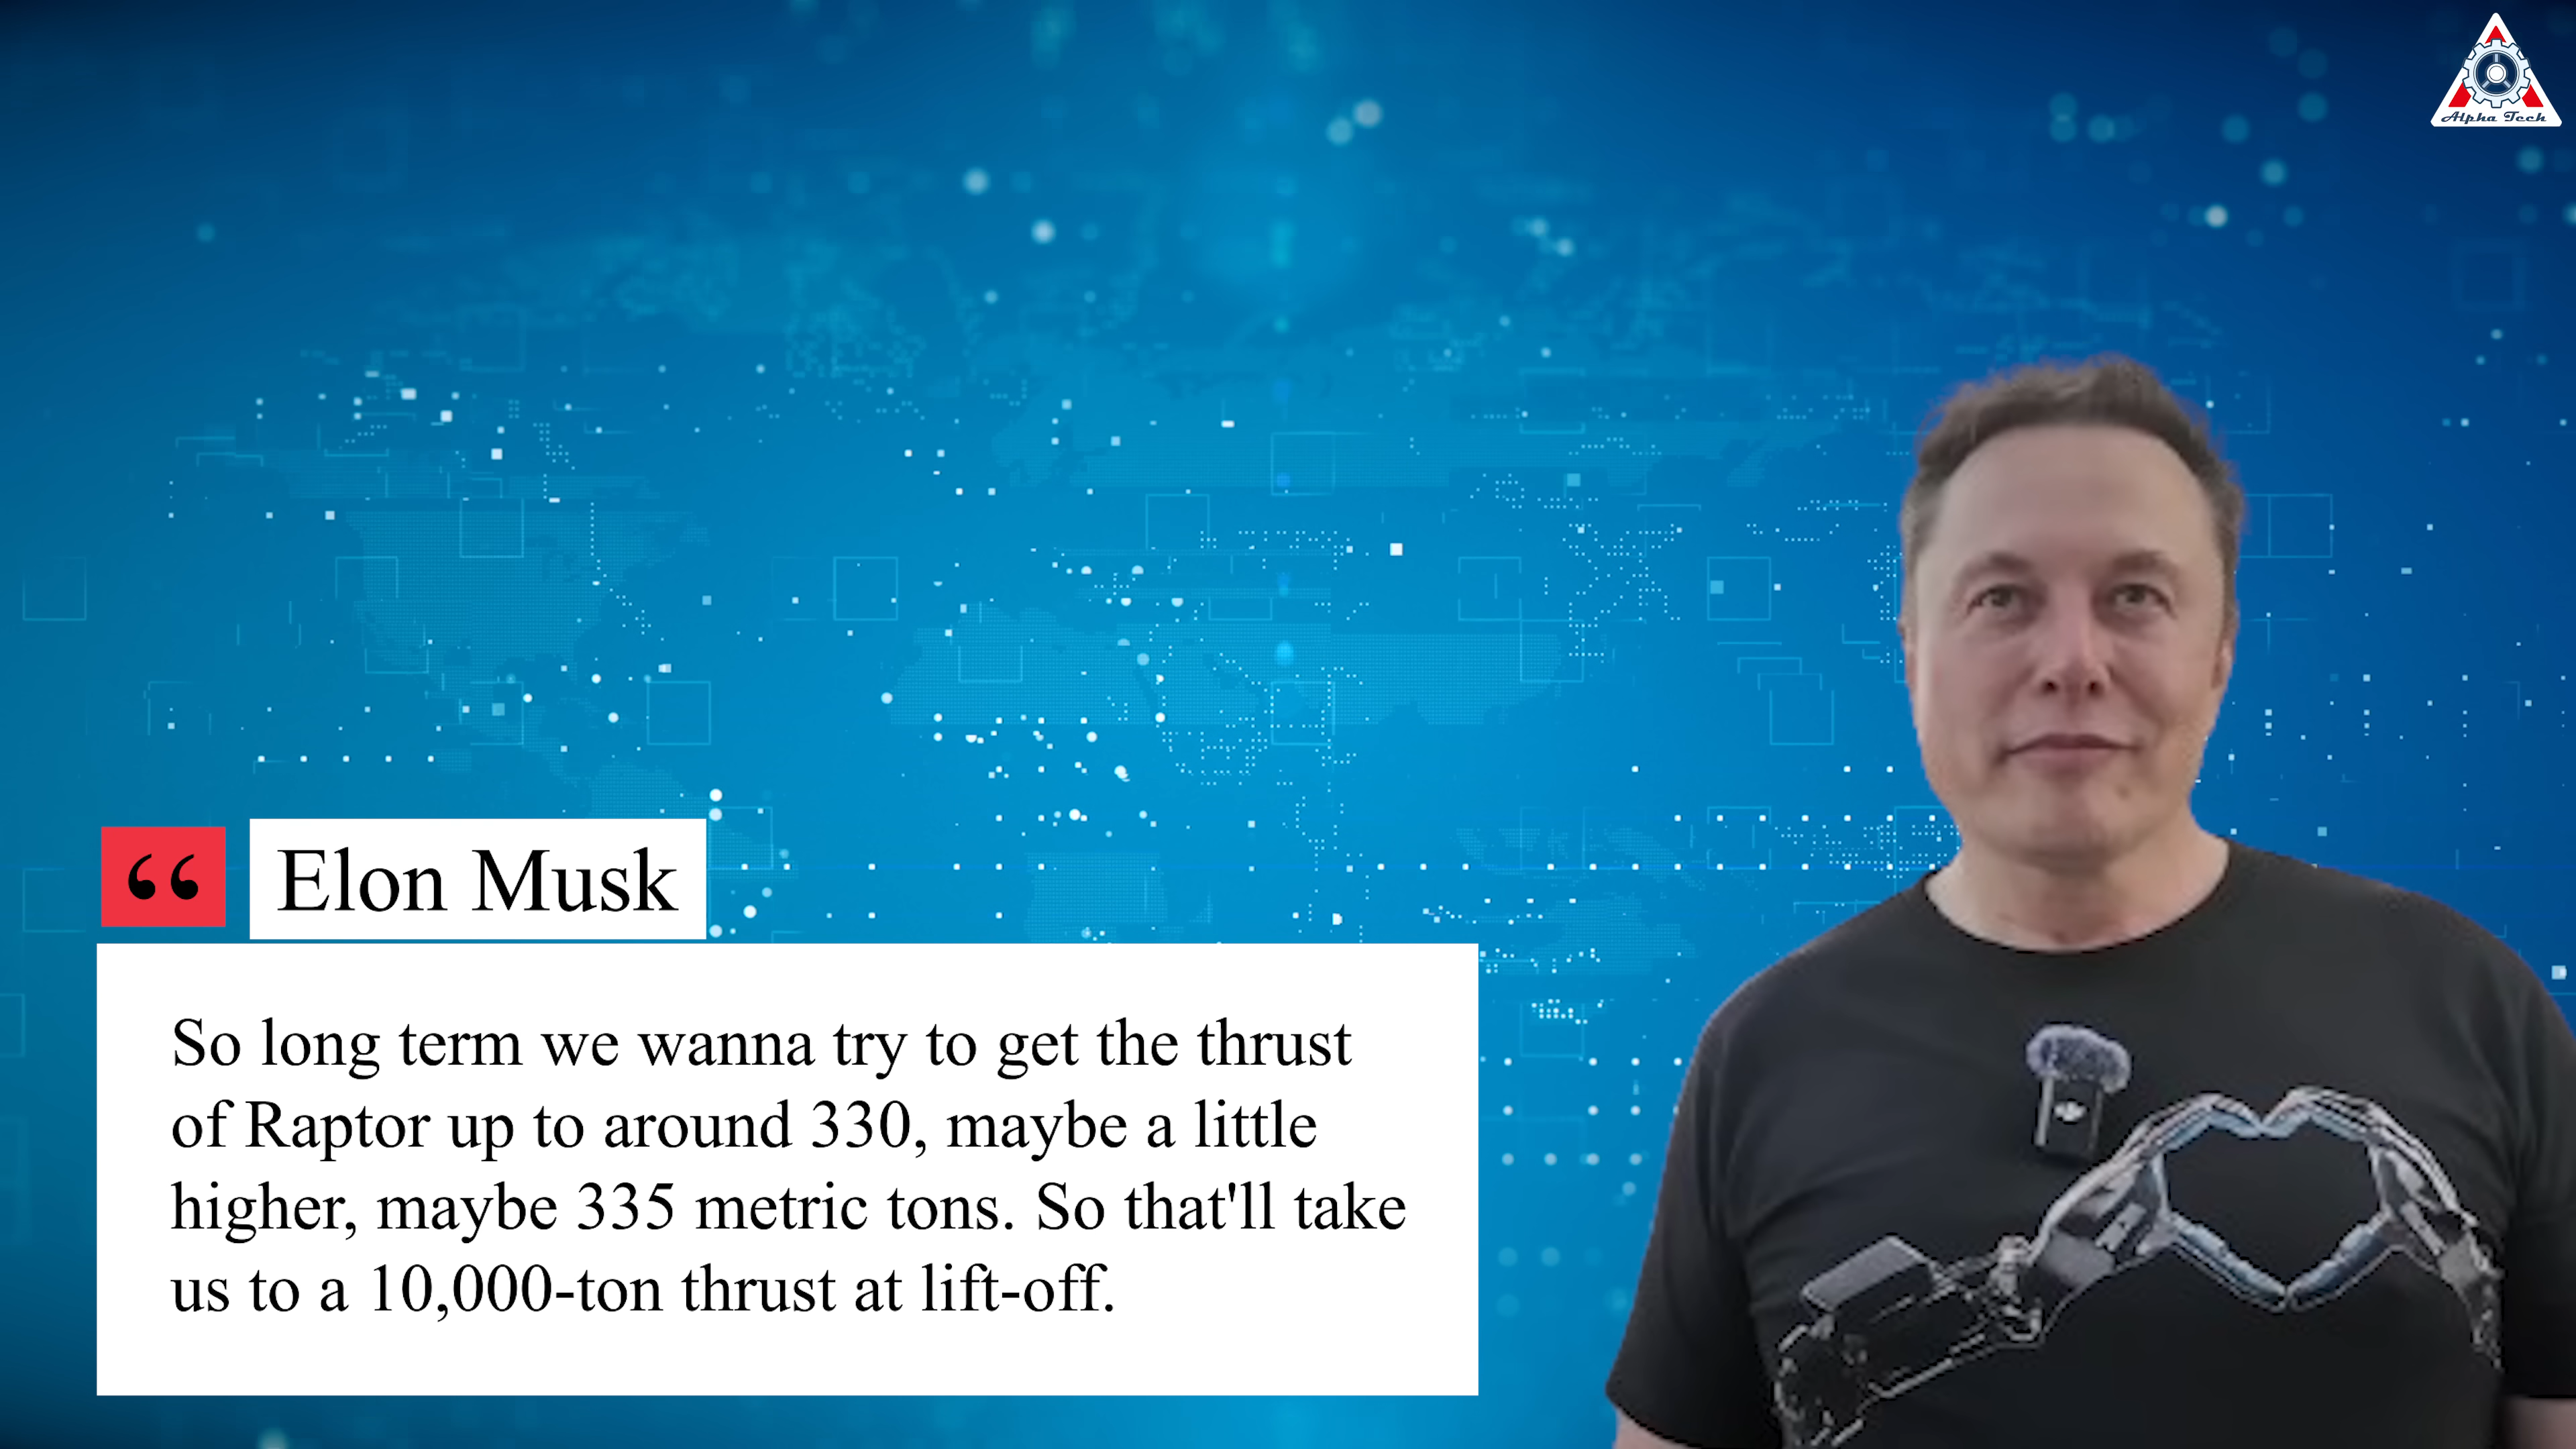 Alpha Tech
“ Elon Musk
So long term we wanna try to get the thrust
of Raptor up to around 330, maybe a little
higher, maybe 335 metric tons. So that'll take
us to a 10,000-ton thrust at lift-off.